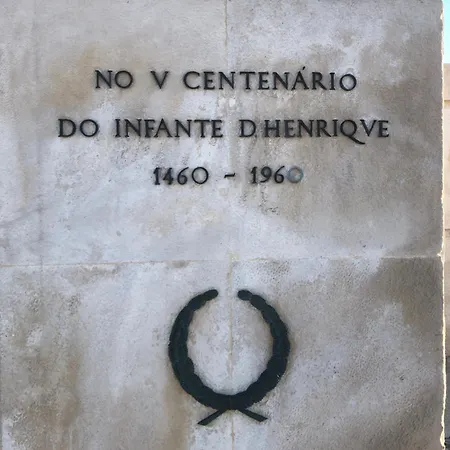 NO V CENTENÁRIO
DO INFANTE D.HENRIQVE
1460 - 1960